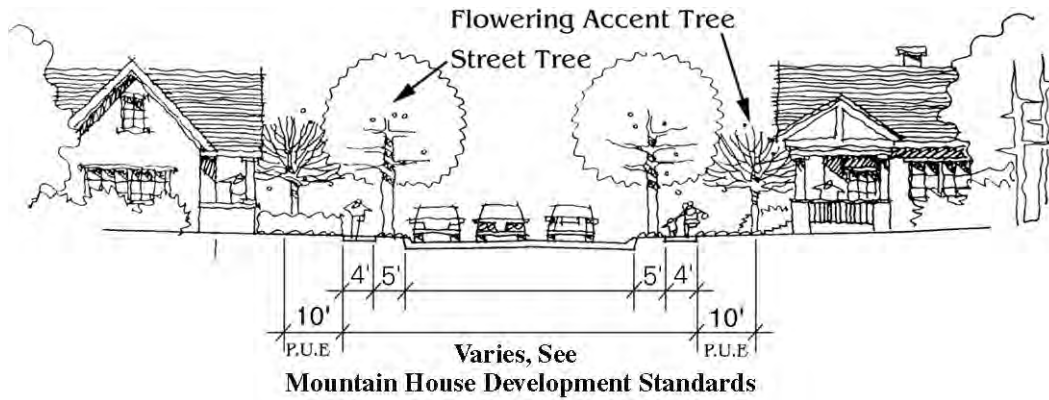 Flowering Accent Tree
Street Tree
4' 5' 5' 4'
10' 10'
P.U.E P.U.E
Varies, See
Mountain House Development Standards